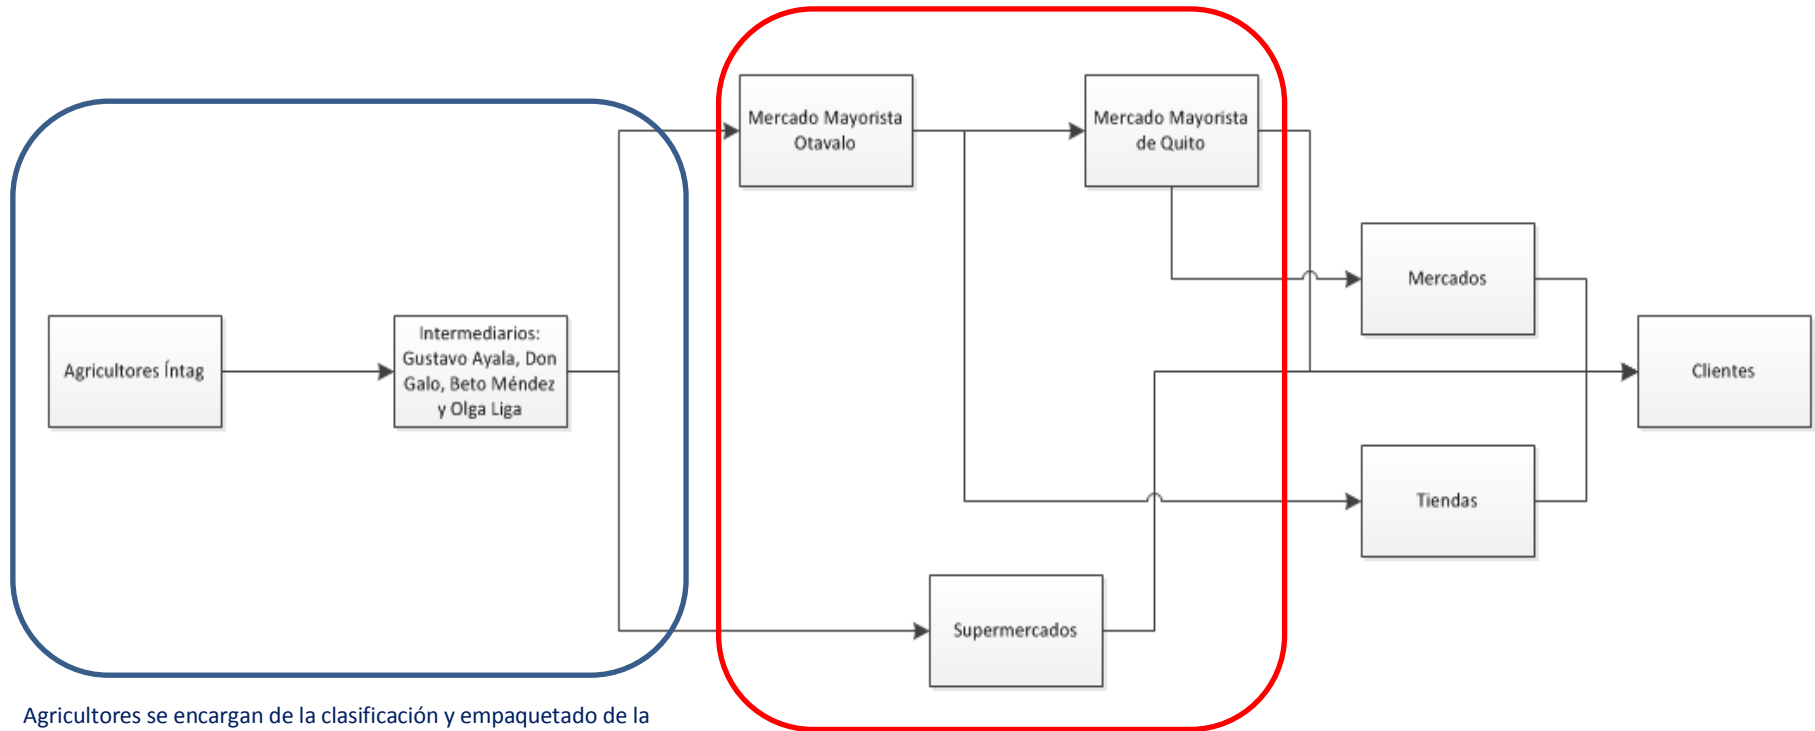 Mercado Mayorista
Otavalo
Mercado Mayorista
de Quito
Mercados
Agricultores Íntag
Intermediarios:
Gustavo Ayala, Don
Galo, Beto Méndez
y Olga Liga
Clientes
Tiendas
Supermercados
Agricultores se encargan de la clasificación y empaquetado de la